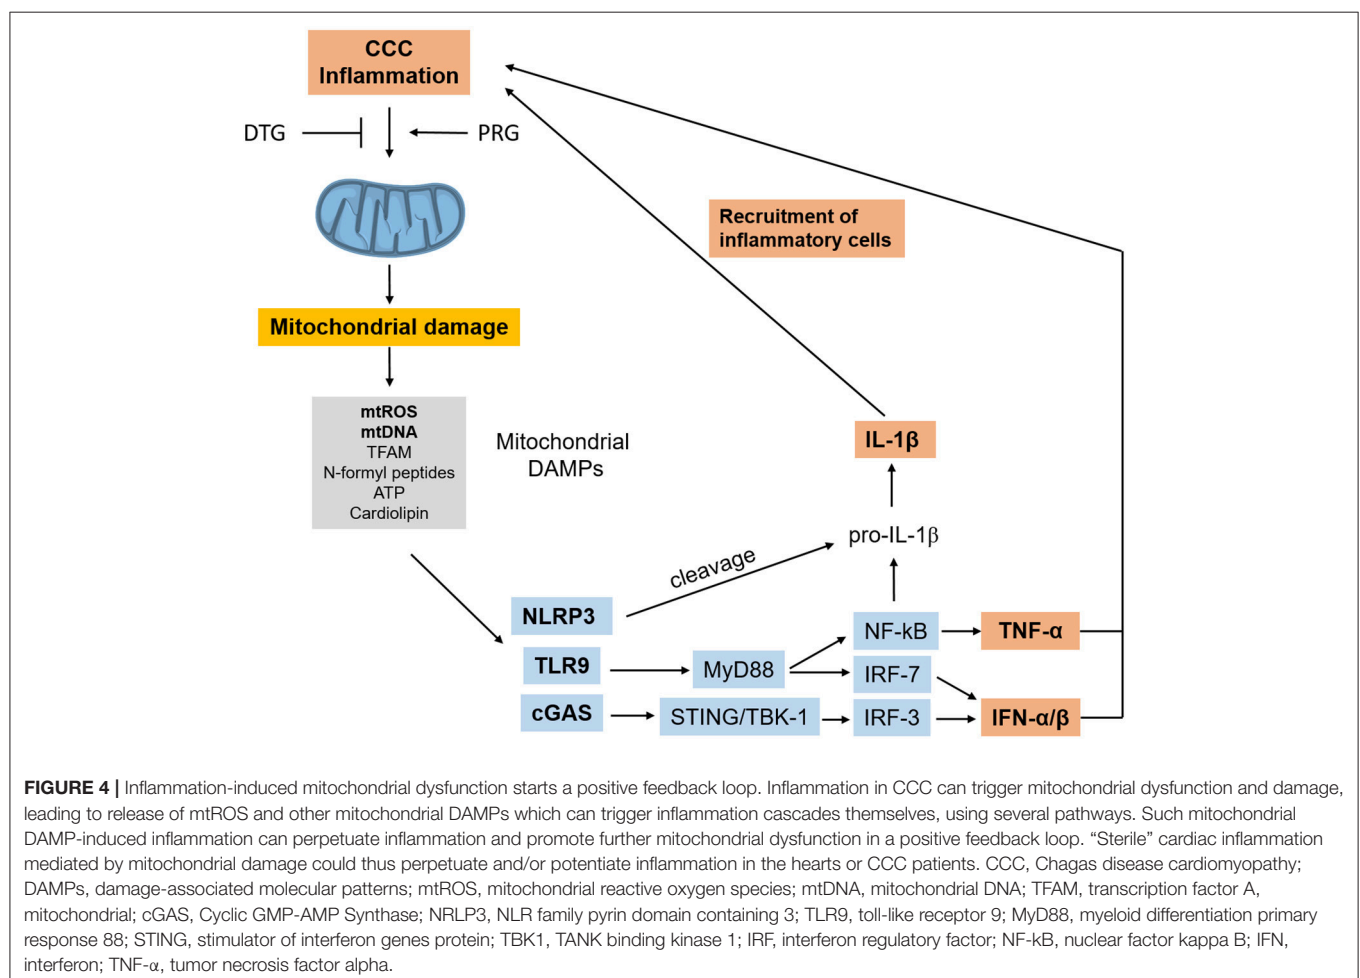 CCC
Inflammation
DTG
PRG
Recruitment of
inflammatory cells
Mitochondrial damage
mtROS
mtDNA
TFAM
N-formyl peptides
ATP
Cardiolipin
Mitochondrial
DAMPs
IL-1β
pro-IL-1β
cleavage
NLRP3
NF-kB
TNF-α
TLR9
MyD88
IRF-7
cGAS
STING/TBK-1
IRF-3
IFN-α/β
FIGURE 4 | Inflammation-induced mitochondrial dysfunction starts a positive feedback loop. Inflammation in CCC can trigger mitochondrial dysfunction and damage,
leading to release of mtROS and other mitochondrial DAMPs which can trigger inflammation cascades themselves, using several pathways. Such mitochondrial
DAMP-induced inflammation can perpetuate inflammation and promote further mitochondrial dysfunction in a positive feedback loop. “Sterile” cardiac inflammation
mediated by mitochondrial damage could thus perpetuate and/or potentiate inflammation in the hearts or CCC patients. CCC, Chagas disease cardiomyopathy;
DAMPs, damage-associated molecular patterns; mtROS, mitochondrial reactive oxygen species; mtDNA, mitochondrial DNA; TFAM, transcription factor A,
mitochondrial; cGAS, Cyclic GMP-AMP Synthase; NRLP3, NLR family pyrin domain containing 3; TLR9, toll-like receptor 9; MyD88, myeloid differentiation primary
response 88; STING, stimulator of interferon genes protein; TBK1, TANK binding kinase 1; IRF, interferon regulatory factor; NF-kB, nuclear factor kappa B; IFN,
interferon; TNF-α, tumor necrosis factor alpha.